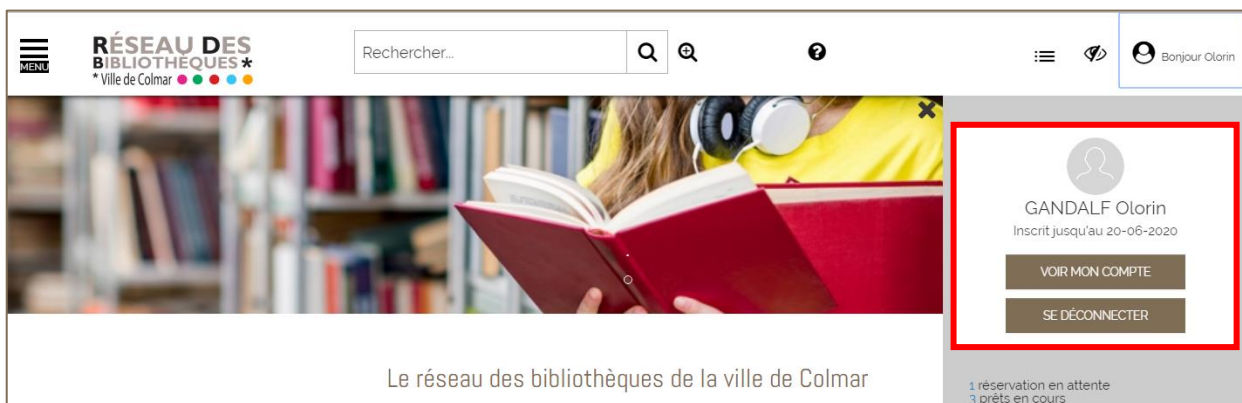 MENU
RÉSEAU DES
BIBLIOTHÈQUES *
* Ville de Colmar
Rechercher...
Bonjour Olorin
GANDALF Olorin
Inscrit jusqu'au 20-06-2020
VOIR MON COMPTE
SE DÉCONNECTER
Le réseau des bibliothèques de la ville de Colmar
1 réservation en attente
3 prêts en cours